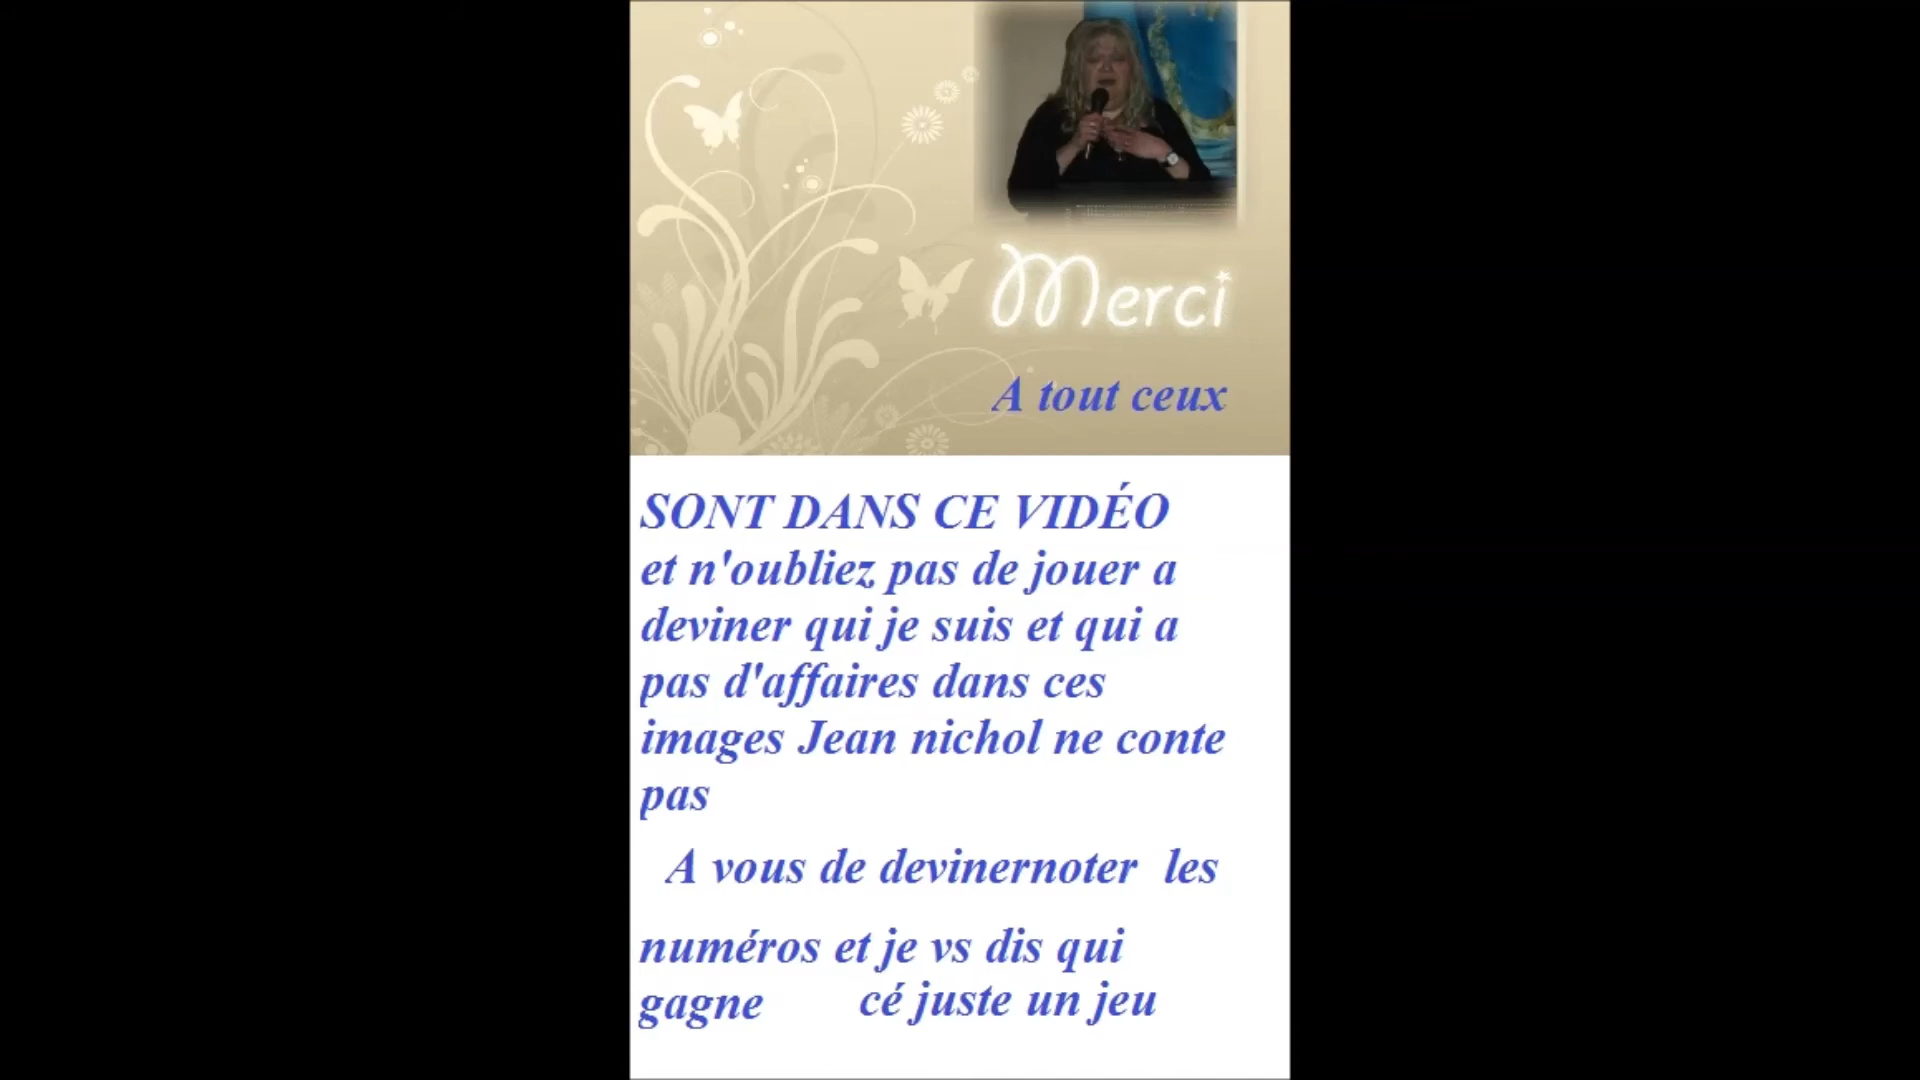 Merci
A tout ceux
SONT DANS CE VIDÉO
et n'oubliez pas de jouer a
deviner qui je suis et qui a
pas d'affaires dans ces
images Jean nichol ne conte
pas
A vous de devinernoter les
numéros et je vs dis qui
gagne cé juste un jeu